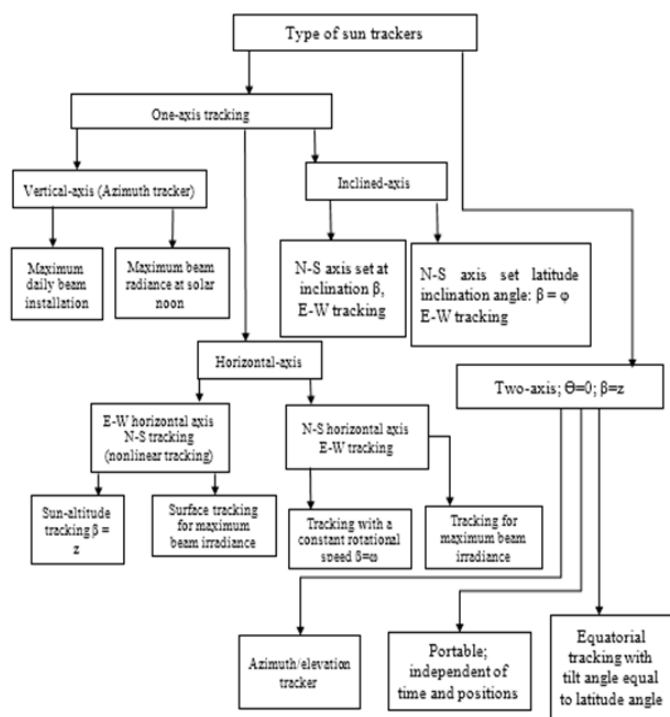 Type of sun trackers
One-axis tracking
Vertical-axis (Azimuth tracker)
Inclined-axis
Maximum
daily beam
installation
Maximum beam
radiance at solar
noon
N-S axis set at
inclination β,
E-W tracking
N-S axis set latitude
inclination angle: β = φ
E-W tracking
Horizontal-axis
Two-axis; Θ=0; β=z
E-W horizontal axis
N-S tracking
(nonlinear tracking)
N-S horizontal axis
E-W tracking
Sun-altitude
tracking β =
z
Surface tracking
for maximum
beam irradiance
Tracking with a
constant rotational
speed β=ω
Tracking for
maximum beam
irradiance
Azimuth/elevation
tracker
Portable;
independent of
time and positions
Equatorial
tracking with
tilt angle equal
to latitude angle